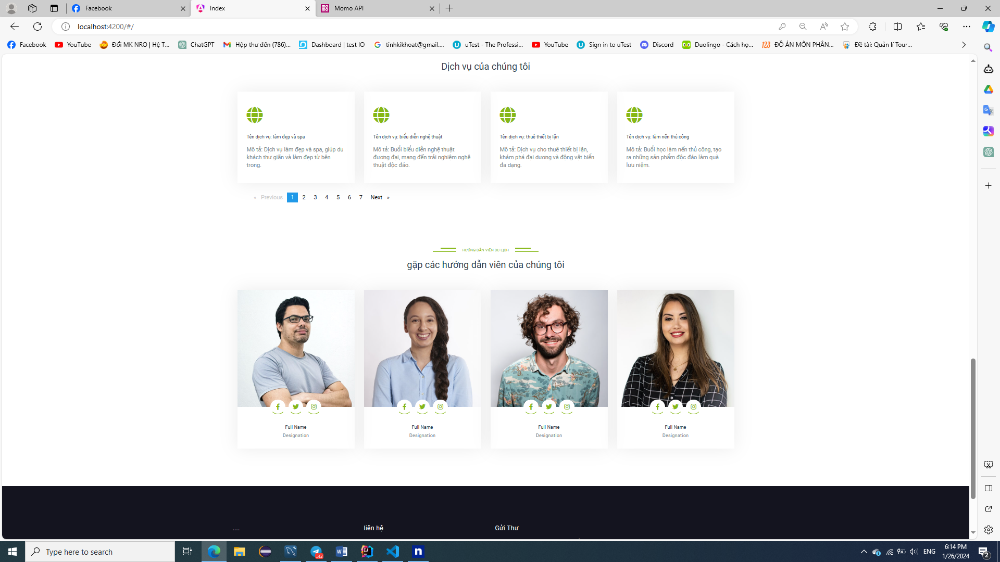 Facebook
Index
Momo API
localhost:4200/#/
Facebook
YouTube
Đổi MK NRO | Hệ T...
ChatGPT
Hộp thư đến (786)...
Dashboard | test IO
tinhkikhoat@gmail....
uTest - The Professi...
YouTube
Sign in to uTest
Discord
Duolingo - Cách họ...
ĐỒ ÁN MÔN PHÂN...
Đề tài: Quản lí Tour...
Dịch vụ của chúng tôi
Tên dịch vụ: làm đẹp và spa
Mô tả: Dịch vụ làm đẹp và spa, giúp du
khách thư giãn và làm đẹp từ bên
trong.
Tên dịch vụ: biểu diễn nghệ thuật
Mô tả: Buổi biểu diễn nghệ thuật
đương đại, mang đến trải nghiệm nghệ
thuật độc đáo.
Tên dịch vụ: thuê thiết bị lặn
Mô tả: Dịch vụ cho thuê thiết bị lặn,
khám phá đại dương và động vật biển
đa dạng.
Tên dịch vụ: làm nến thủ công
Mô tả: Buổi học làm nến thủ công, tạo
ra những sản phẩm độc đáo làm quà
lưu niệm.
« Previous 1 2 3 4 5 6 7 Next »
HƯỚNG DẪN VIÊN DU LỊCH
gặp các hướng dẫn viên của chúng tôi
Full Name
Designation
Full Name
Designation
Full Name
Designation
Full Name
Designation
....
liên hệ
Gửi Thư
Type here to search
42
ENG
6:14 PM
1/26/2024
2